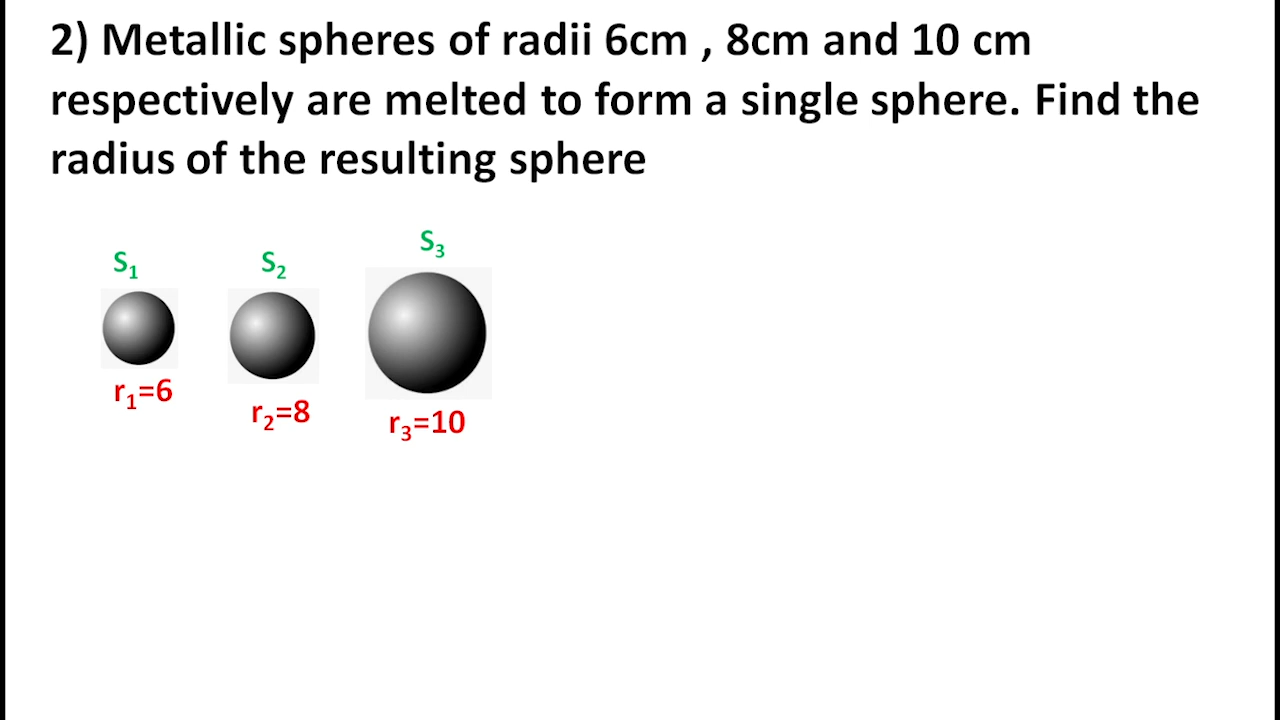 2) Metallic spheres of radii 6cm , 8cm and 10 cm
respectively are melted to form a single sphere. Find the
radius of the resulting sphere
S₁ S₂ S₃
r₁=6 r₂=8 r₃=10